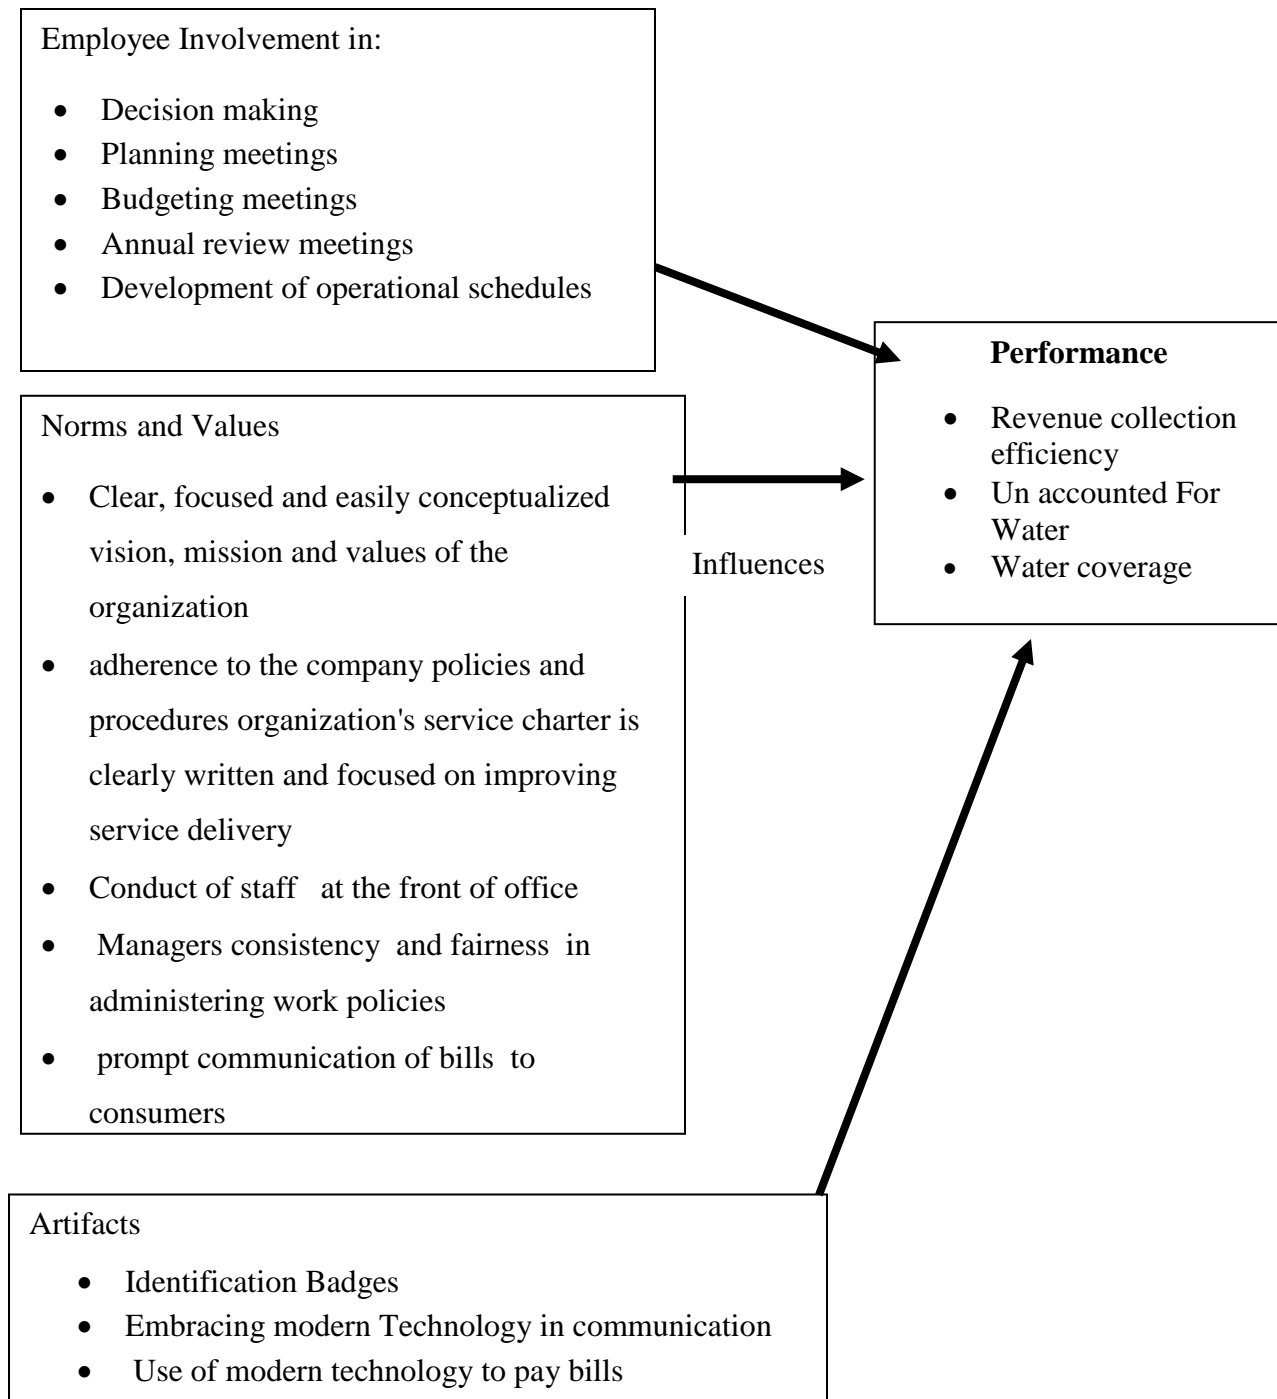 Employee Involvement in:
• Decision making
• Planning meetings
• Budgeting meetings
• Annual review meetings
• Development of operational schedules
Norms and Values
• Clear, focused and easily conceptualized
vision, mission and values of the
organization
• adherence to the company policies and
procedures organization's service charter is
clearly written and focused on improving
service delivery
• Conduct of staff at the front of office
• Managers consistency and fairness in
administering work policies
• prompt communication of bills to
consumers
Artifacts
• Identification Badges
• Embracing modern Technology in communication
• Use of modern technology to pay bills
Influences
Performance
• Revenue collection
efficiency
• Un accounted For
Water
• Water coverage